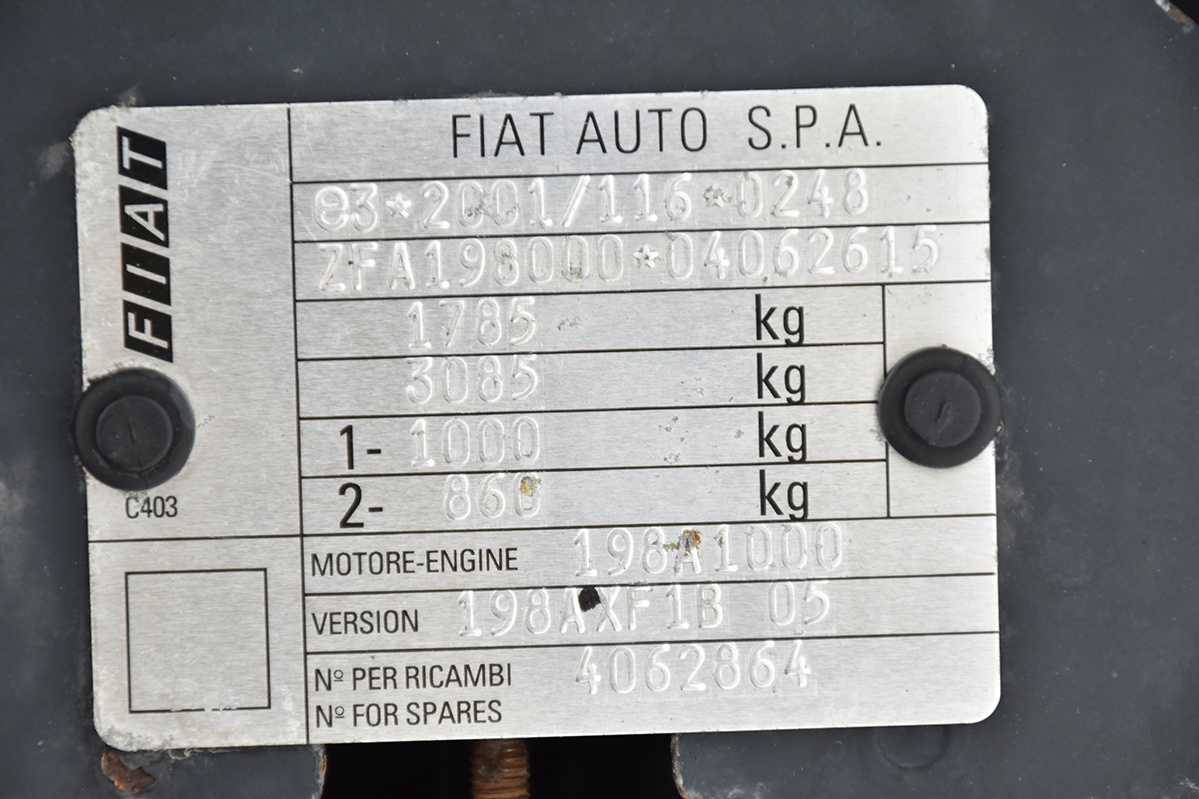 FIAT
FIAT AUTO S.P.A.
e3*2001/116*0248
ZFA198000*04062615
1785 kg
3085 kg
1- 1000 kg
2- 860 kg
C403
MOTORE-ENGINE 198A1000
VERSION 198AXF1B 05
Nº PER RICAMBI 4062864
Nº FOR SPARES